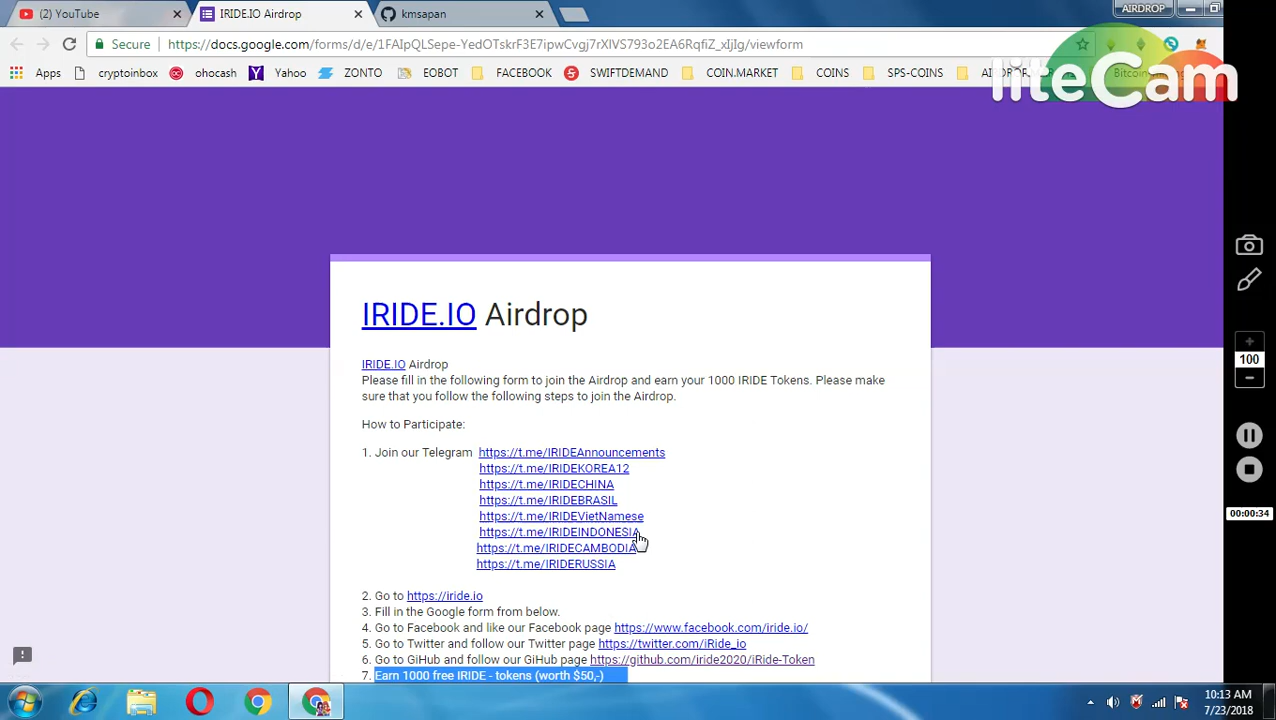 (2) YouTube
IRIDE.IO Airdrop
kmsapan
AIRDROP
Secure
https://docs.google.com/forms/d/e/1FAIpQLSepe-YedOTskrF3E7ipwCvgj7rXlVS793o2EA6RqfiZ_xIjIg/viewform
Apps
cryptoinbox
ohocash
Yahoo
EOBOT
FACEBOOK
SWIFTDEMAND
COIN.MARKET
COINS
SPS-COINS
liteCam
IRIDE.IO Airdrop
IRIDE.IO Airdrop
Please fill in the following form to join the Airdrop and earn your 1000 IRIDE Tokens. Please make
sure that you follow the following steps to join the Airdrop.
How to Participate:
1. Join our Telegram https://t.me/IRIDEAnnouncements
https://t.me/IRIDEKOREA12
https://t.me/IRIDECHINA
https://t.me/IRIDEBRASIL
https://t.me/IRIDEVietNamese
https://t.me/IRIDEINDONESIA
https://t.me/IRIDECAMBODIA
https://t.me/IRIDERUSSIA
2. Go to https://iride.io
3. Fill in the Google form from below.
4. Go to Facebook and like our Facebook page https://www.facebook.com/iride.io/
5. Go to Twitter and follow our Twitter page https://twitter.com/iRide_io
6. Go to GiHub and follow our GiHub page https://github.com/iride2020/iRide-Token
7. Earn 1000 free IRIDE - tokens (worth $50,-)
100
00:00:34
10:13 AM
7/23/2018